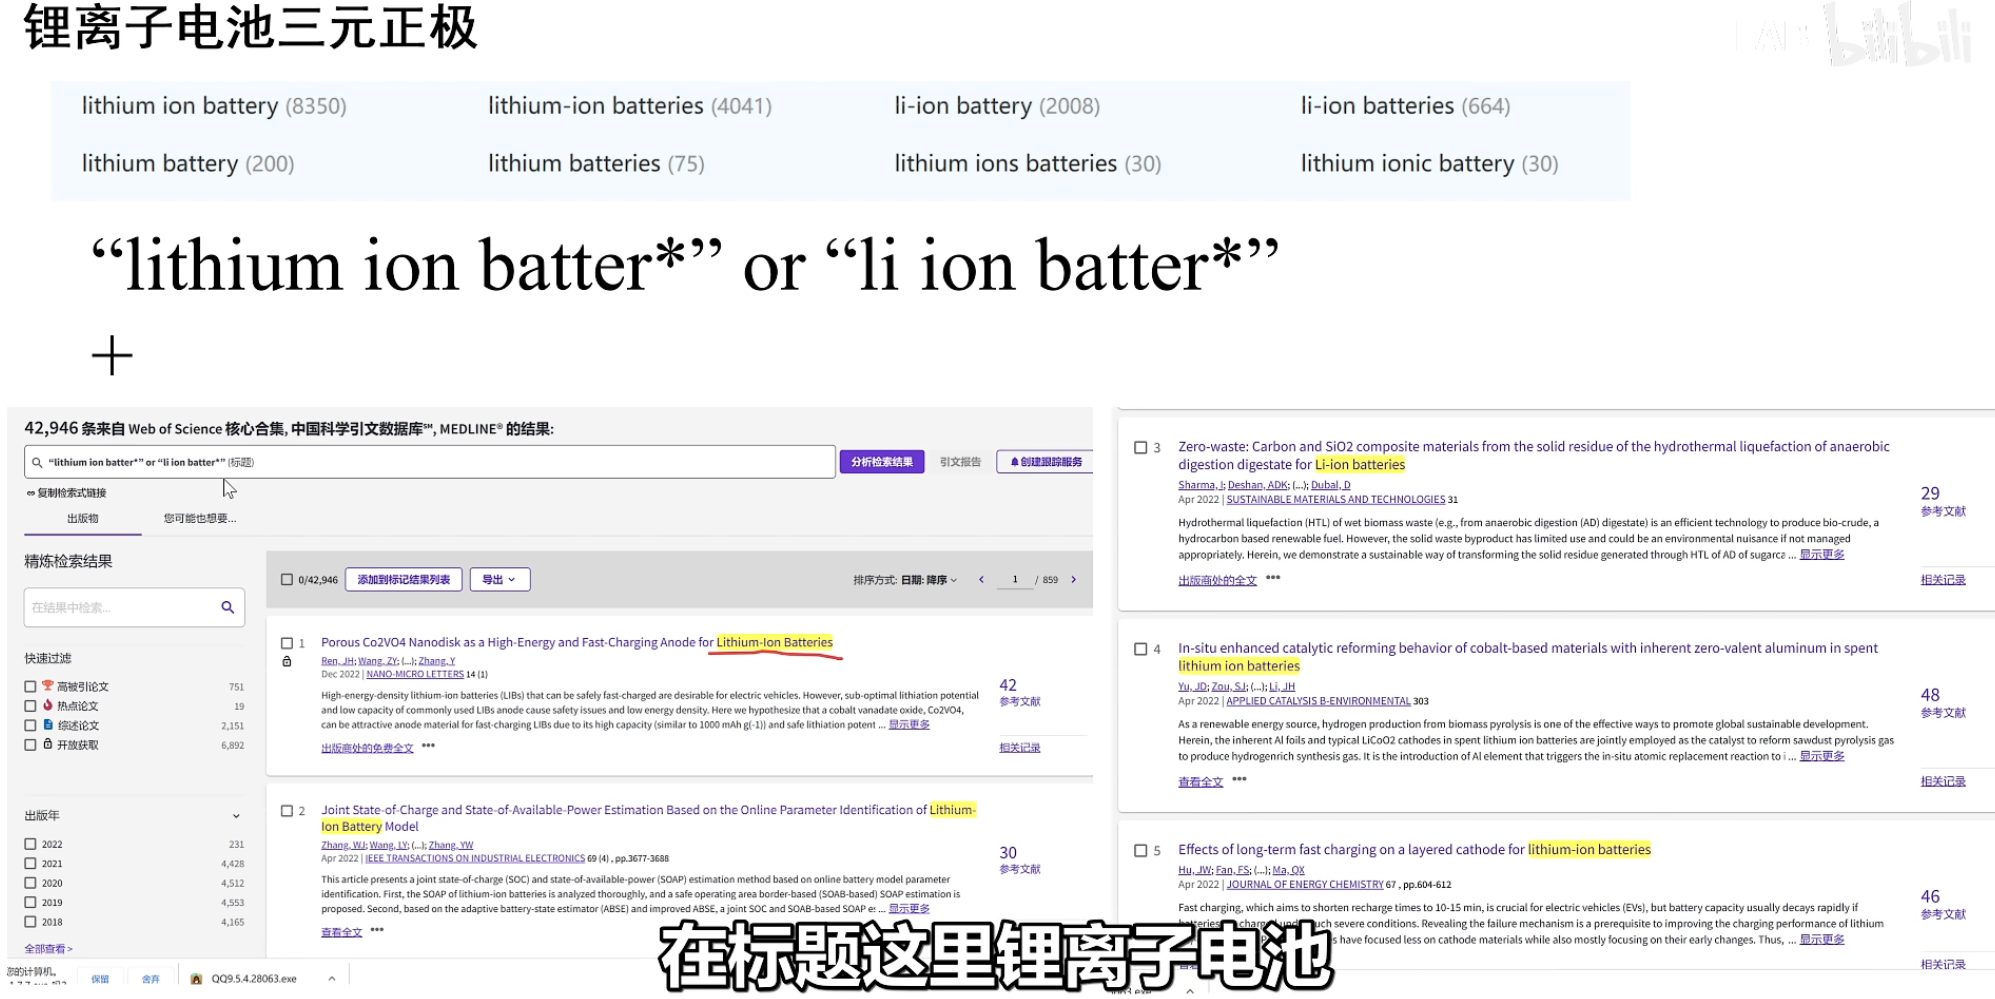 锂离子电池三元正极
bilibili
lithium ion battery (8350) lithium-ion batteries (4041) li-ion battery (2008) li-ion batteries (664)
lithium battery (200) lithium batteries (75) lithium ions batteries (30) lithium ionic battery (30)
“lithium ion batter*” or “li ion batter*”
+
42,946 条来自 Web of Science 核心合集, 中国科学引文数据库℠, MEDLINE® 的结果:
“lithium ion batter*” or “li ion batter*” (标题)
分析检索结果 引文报告 创建跟踪服务
复制检索式链接
出版物 您可能也想要...
精炼检索结果
在结果中检索...
快速过滤
高被引论文 751
热点论文 19
综述论文 2,151
开放获取 6,892
出版年
2022 231
2021 4,428
2020 4,512
2019 4,553
2018 4,165
全部查看 >
0/42,946 添加到标记结果列表 导出 排序方式: 日期: 降序 < 1 / 859 >
1 Porous Co2VO4 Nanodisk as a High-Energy and Fast-Charging Anode for Lithium-Ion Batteries
Ren, JH; Wang, ZY; (...); Zhang, Y
Dec 2022 | NANO-MICRO LETTERS 14 (1)
High-energy-density lithium-ion batteries (LIBs) that can be safely fast-charged are desirable for electric vehicles. However, sub-optimal lithiation potential
and low capacity of commonly used LIBs anode cause safety issues and low energy density. Here we hypothesize that a cobalt vanadate oxide, Co2VO4,
can be attractive anode material for fast-charging LIBs due to its high capacity (similar to 1000 mAh g(-1)) and safe lithiation potent ... 显示更多
出版商处的免费全文 •••
42
参考文献
相关记录
2 Joint State-of-Charge and State-of-Available-Power Estimation Based on the Online Parameter Identification of Lithium-
Ion Battery Model
Zhang, WJ; Wang, LY; (...); Zhang, YW
Apr 2022 | IEEE TRANSACTIONS ON INDUSTRIAL ELECTRONICS 69 (4) , pp.3677-3688
This article presents a joint state-of-charge (SOC) and state-of-available-power (SOAP) estimation method based on online battery model parameter
identification. First, the SOAP of lithium-ion batteries is analyzed thoroughly, and a safe operating area border-based (SOAB-based) SOAP estimation is
proposed. Second, based on the adaptive battery-state estimator (ABSE) and improved ABSE, a joint SOC and SOAB-based SOAP e: ... 显示更多
查看全文 •••
30
参考文献
3 Zero-waste: Carbon and SiO2 composite materials from the solid residue of the hydrothermal liquefaction of anaerobic
digestion digestate for Li-ion batteries
Sharma, I; Deshan, ADK; (...); Dubal, D
Apr 2022 | SUSTAINABLE MATERIALS AND TECHNOLOGIES 31
Hydrothermal liquefaction (HTL) of wet biomass waste (e.g., from anaerobic digestion (AD) digestate) is an efficient technology to produce bio-crude, a
hydrocarbon based renewable fuel. However, the solid waste byproduct has limited use and could be an environmental nuisance if not managed
appropriately. Herein, we demonstrate a sustainable way of transforming the solid residue generated through HTL of AD of sugarca ... 显示更多
出版商处的全文 •••
29
参考文献
相关记录
4 In-situ enhanced catalytic reforming behavior of cobalt-based materials with inherent zero-valent aluminum in spent
lithium ion batteries
Yu, JD; Zou, SJ; (...); Li, JH
Apr 2022 | APPLIED CATALYSIS B-ENVIRONMENTAL 303
As a renewable energy source, hydrogen production from biomass pyrolysis is one of the effective ways to promote global sustainable development.
Herein, the inherent Al foils and typical LiCoO2 cathodes in spent lithium ion batteries are jointly employed as the catalyst to reform sawdust pyrolysis gas
to produce hydrogenrich synthesis gas. It is the introduction of Al element that triggers the in-situ atomic replacement reaction to i ... 显示更多
查看全文 •••
48
参考文献
相关记录
5 Effects of long-term fast charging on a layered cathode for lithium-ion batteries
Hu, JW; Fan, FS; (...); Ma, QX
Apr 2022 | JOURNAL OF ENERGY CHEMISTRY 67 , pp.604-612
Fast charging, which aims to shorten recharge times to 10-15 min, is crucial for electric vehicles (EVs), but battery capacity usually decays rapidly if
charged such severe conditions. Revealing the failure mechanism is a prerequisite to improving the charging performance of lithium
have focused less on cathode materials while also mostly focusing on their early changes. Thus, ... 显示更多
46
参考文献
相关记录
在标题这里锂离子电池
您的计算机。 保留 舍弃 QQ9.5.4.28063.exe